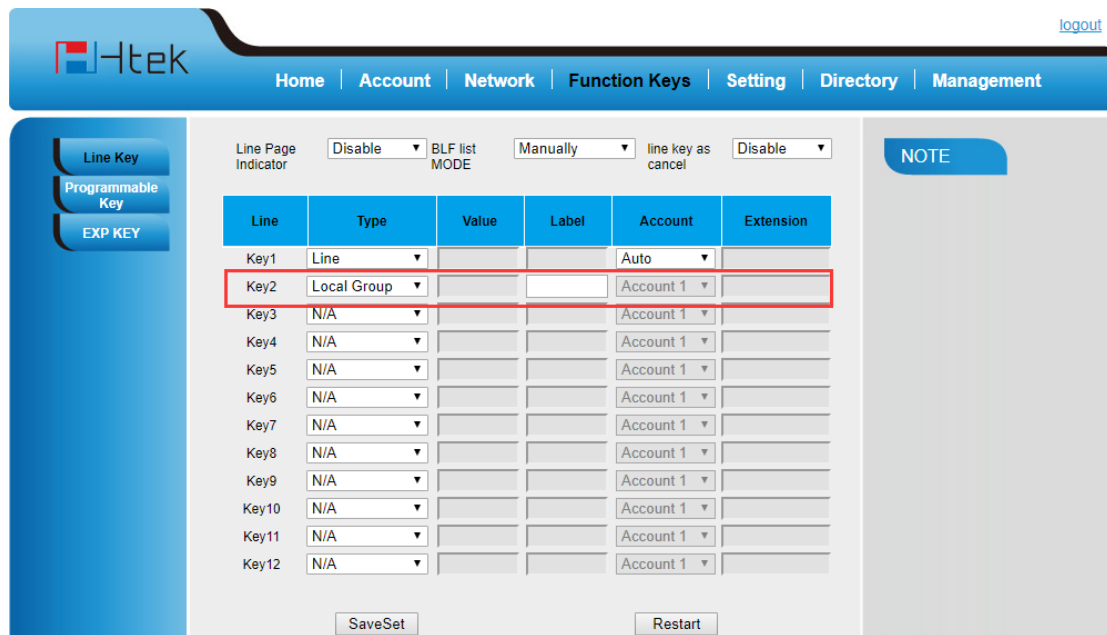 logout
Htek
Home Account Network Function Keys Setting Directory Management
Line Key
Programmable
Key
EXP KEY
Line Page
Indicator
Disable
BLF list
MODE
Manually
line key as
cancel
Disable
NOTE
Line Type Value Label Account Extension
Key1 Line Auto
Key2 Local Group Account 1
Key3 N/A Account 1
Key4 N/A Account 1
Key5 N/A Account 1
Key6 N/A Account 1
Key7 N/A Account 1
Key8 N/A Account 1
Key9 N/A Account 1
Key10 N/A Account 1
Key11 N/A Account 1
Key12 N/A Account 1
SaveSet Restart